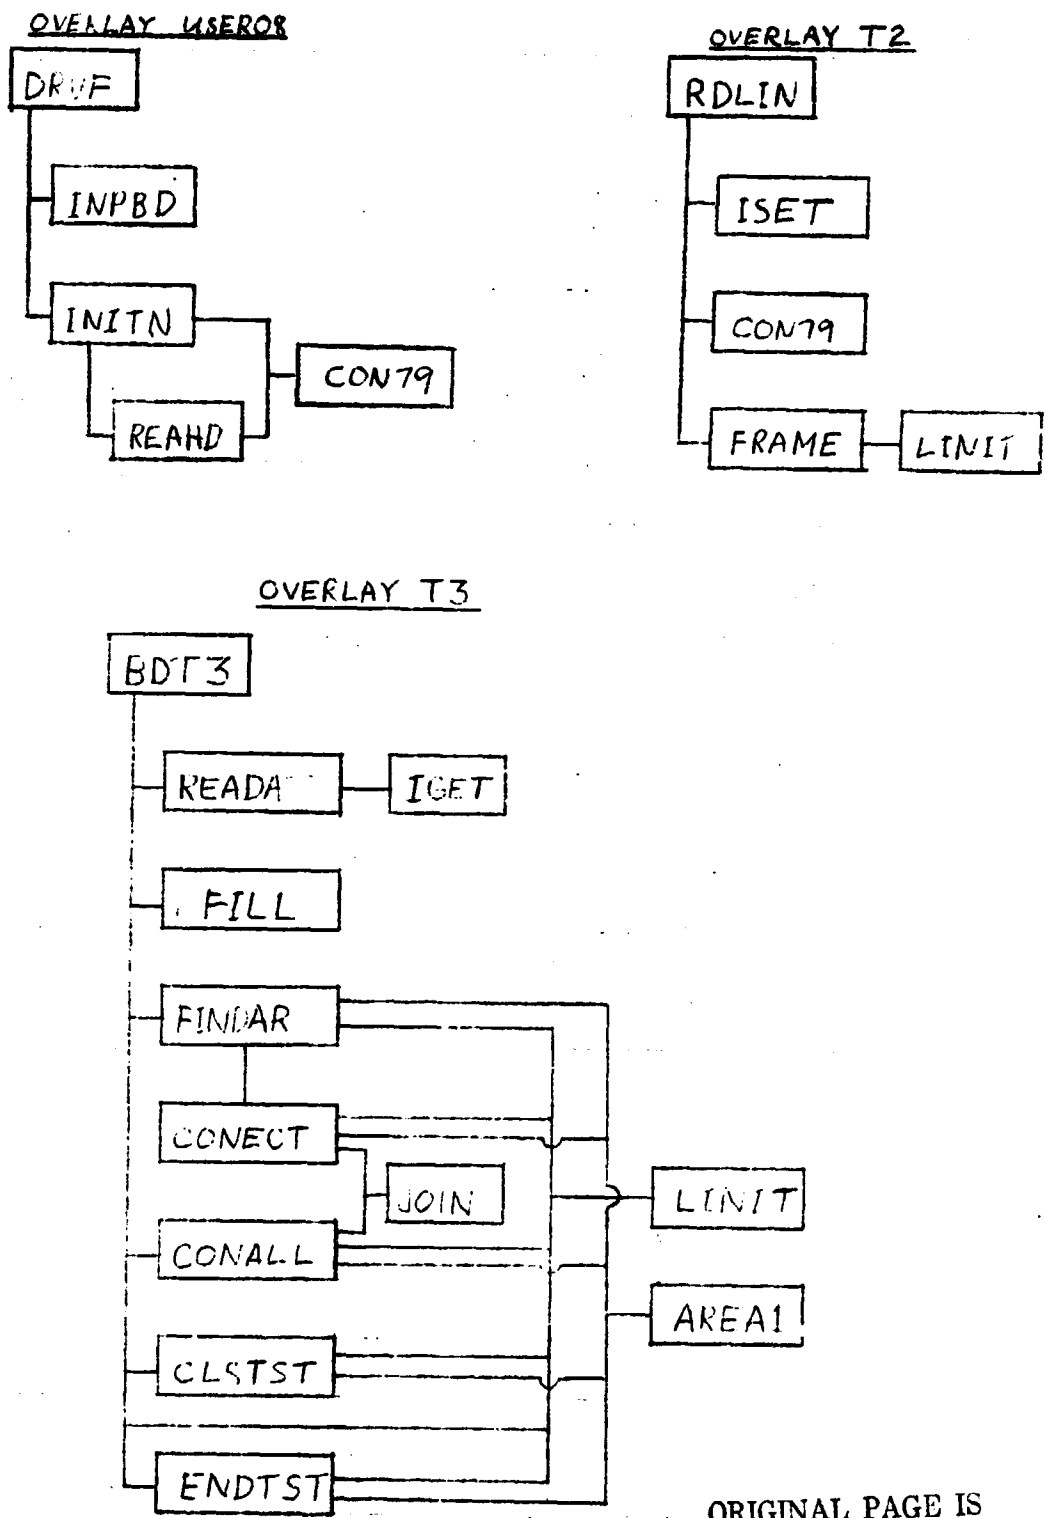 OVERLAY USER08
DRVF
INPBD
INITN
CON79
REAHD
OVERLAY T2
RDLIN
ISET
CON79
FRAME
LINIT
OVERLAY T3
BDT3
READA
IGET
FILL
FINDAR
CONECT
JOIN
LINIT
CONALL
AREA1
CLSTST
ENDTST
ORIGINAL PAGE IS